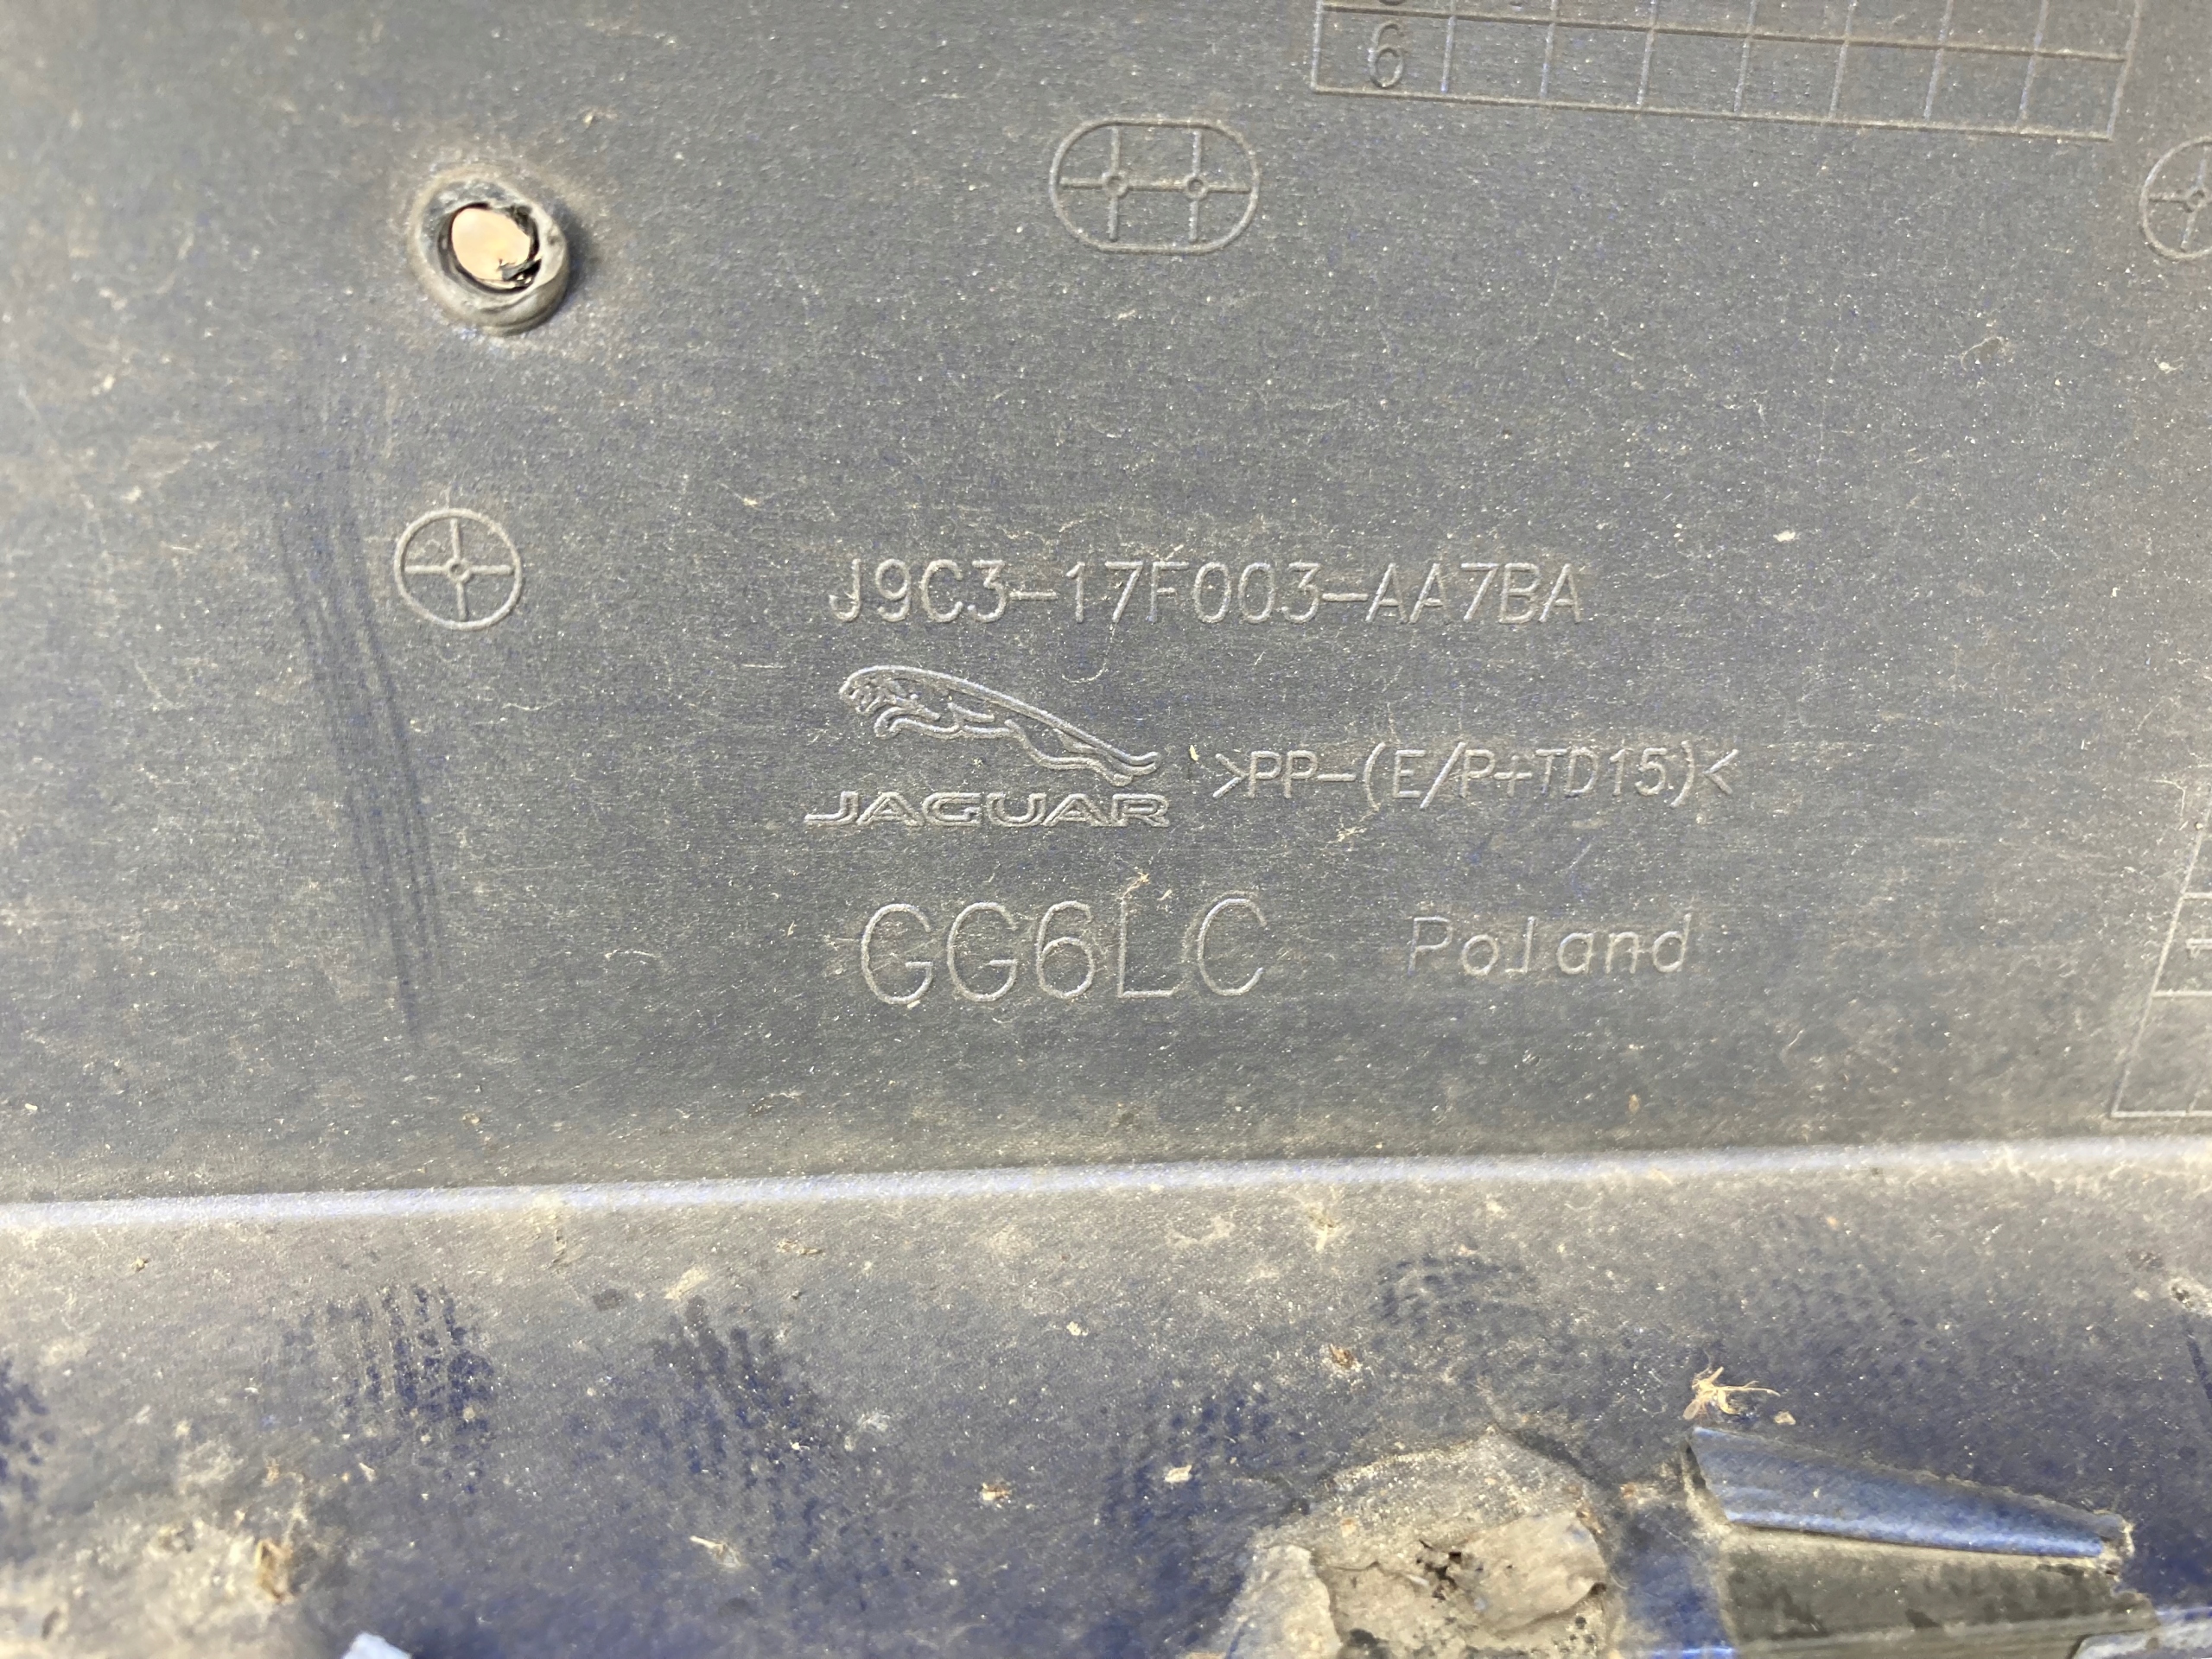 6
J9C3-17F003-AA7BA
JAGUAR >PP-(E/P+TD15)<
GG6LC Poland